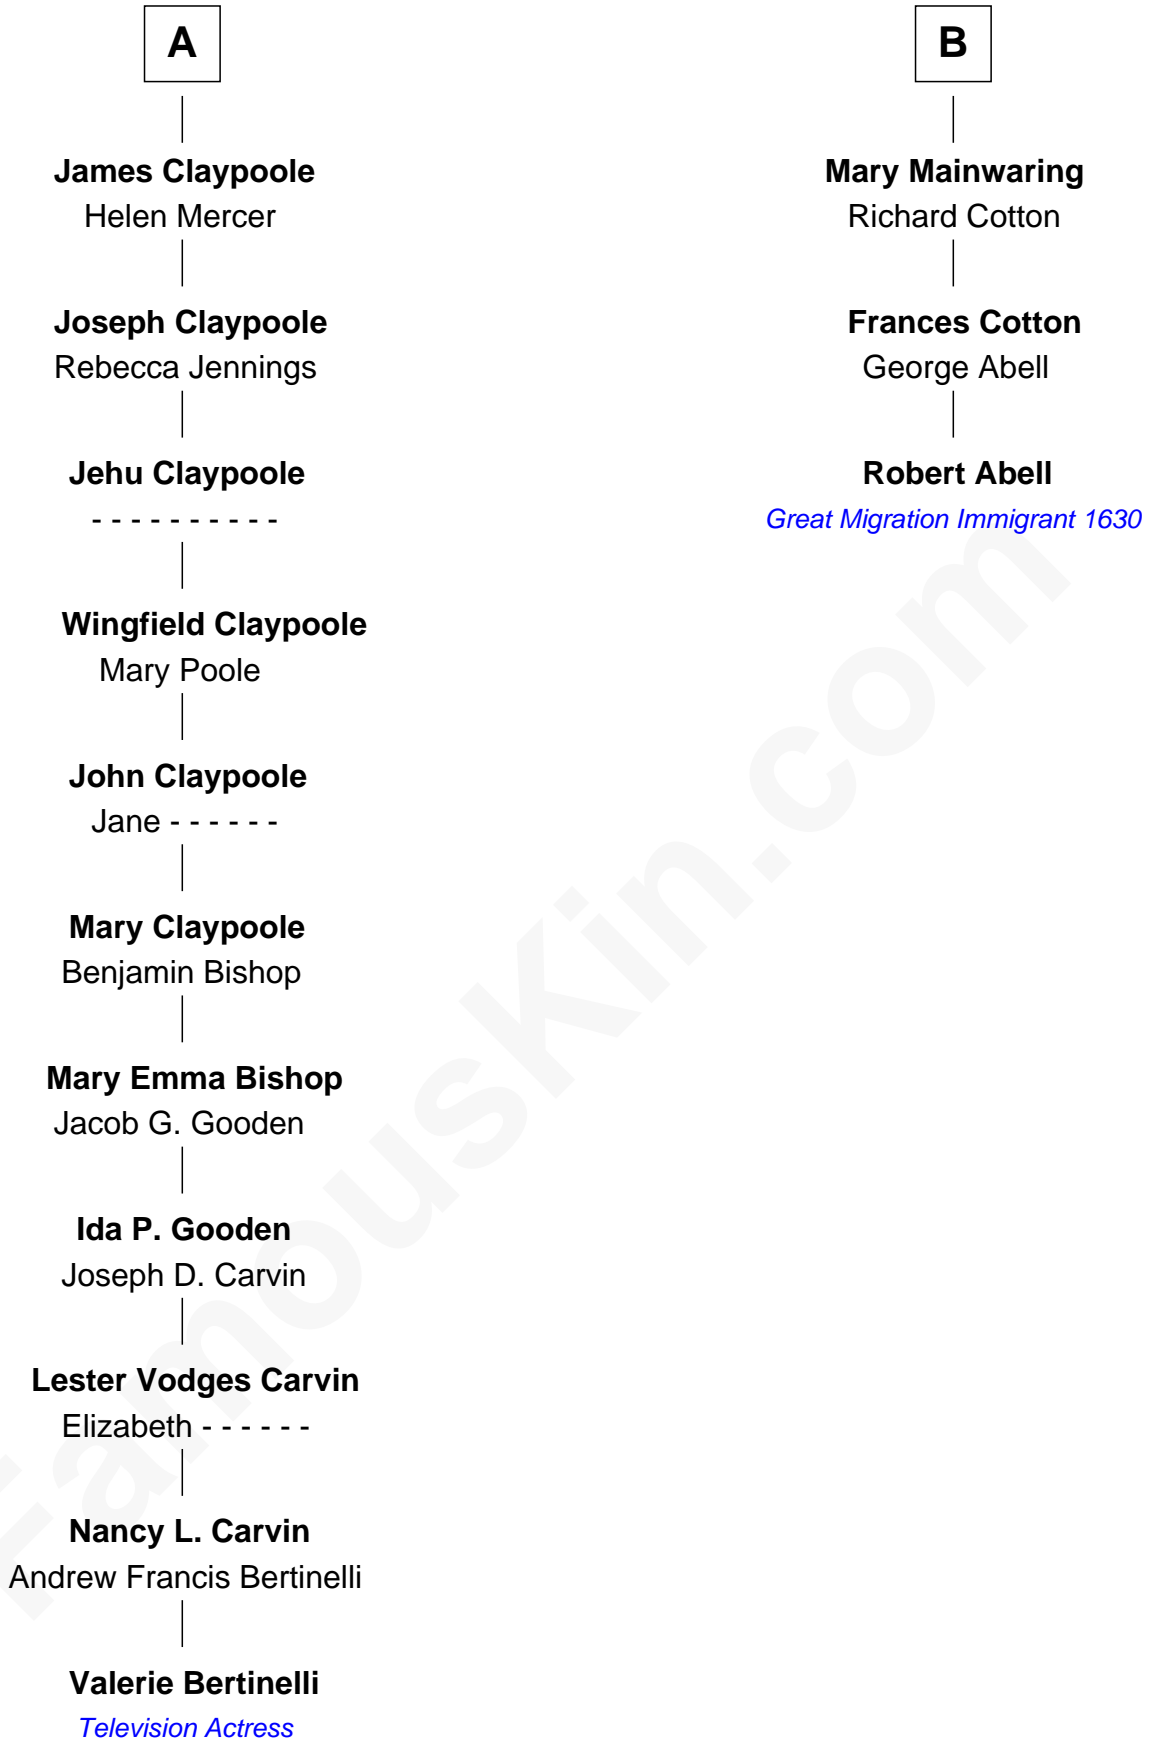 A
James Claypoole
Helen Mercer
Joseph Claypoole
Rebecca Jennings
Jehu Claypoole
- - - - - - - - - -
Wingfield Claypoole
Mary Poole
John Claypoole
Jane - - - - - -
Mary Claypoole
Benjamin Bishop
Mary Emma Bishop
Jacob G. Gooden
Ida P. Gooden
Joseph D. Carvin
Lester Vodges Carvin
Elizabeth - - - - - -
Nancy L. Carvin
Andrew Francis Bertinelli
Valerie Bertinelli
Television Actress
B
Mary Mainwaring
Richard Cotton
Frances Cotton
George Abell
Robert Abell
Great Migration Immigrant 1630
FamousKin.com